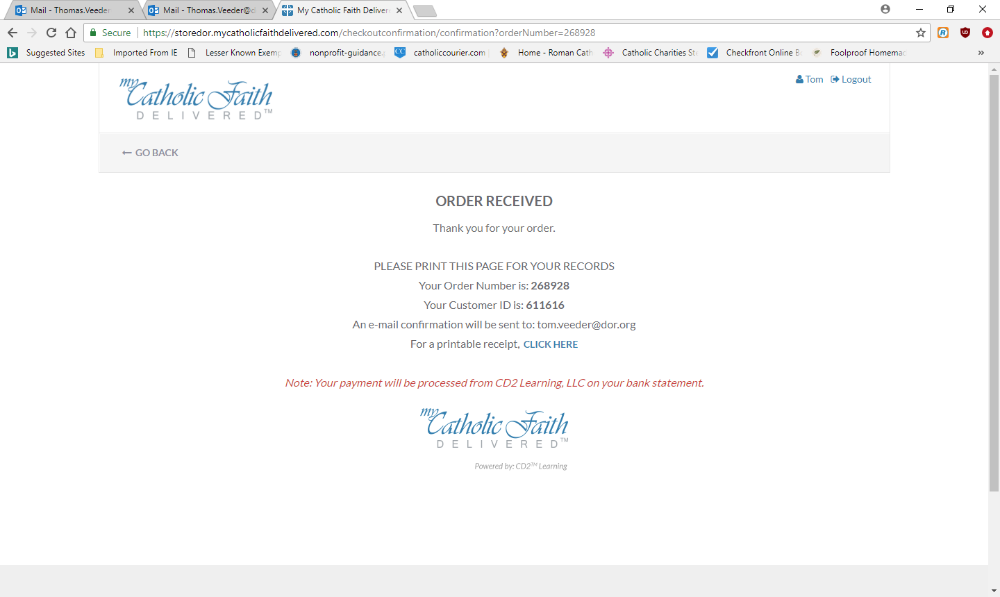 Mail - Thomas.Veeder
Mail - Thomas.Veeder@d
My Catholic Faith Deliver
Secure
https://storedor.mycatholicfaithdelivered.com/checkoutconfirmation/confirmation?orderNumber=268928
Suggested Sites
Imported From IE
Lesser Known Exemp
nonprofit-guidance.
catholiccourier.com
Home - Roman Cath
Catholic Charities Ste
Checkfront Online Bo
Foolproof Homemac
»
my Catholic Faith
DELIVERED™
Tom
Logout
GO BACK
ORDER RECEIVED
Thank you for your order.
PLEASE PRINT THIS PAGE FOR YOUR RECORDS
Your Order Number is: 268928
Your Customer ID is: 611616
An e-mail confirmation will be sent to: tom.veeder@dor.org
For a printable receipt, CLICK HERE
Note: Your payment will be processed from CD2 Learning, LLC on your bank statement.
my Catholic Faith
DELIVERED™
Powered by: CD2™ Learning